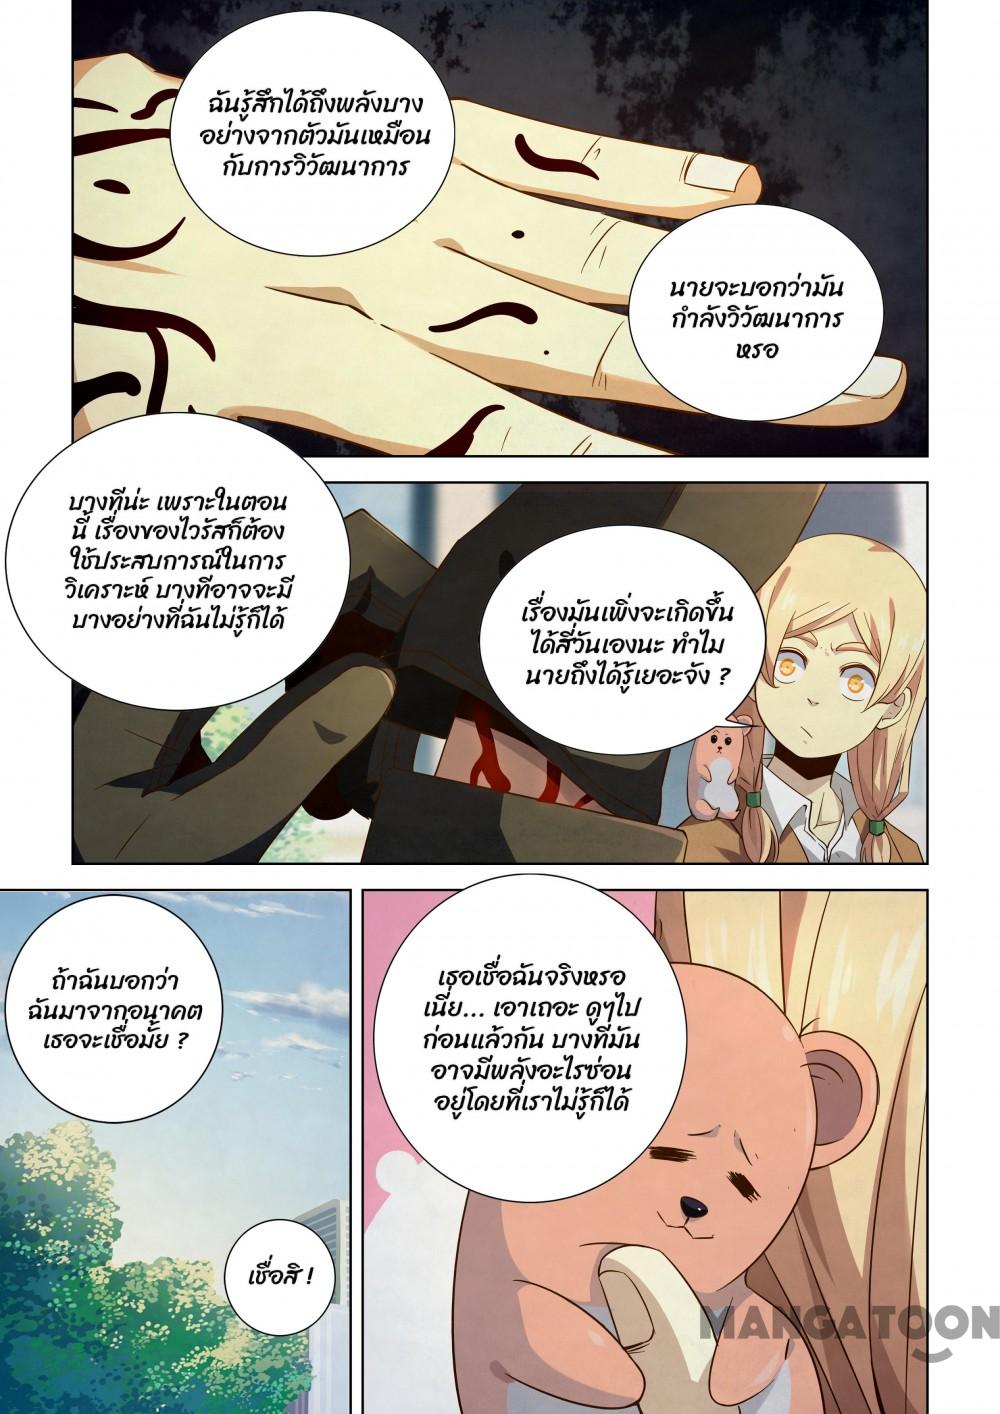 ฉันรู้สึกได้ถึงพลังบาง
อย่างจากตัวมันเหมือน
กับการวิวัฒนาการ
นายจะบอกว่ามัน
กำลังวิวัฒนาการ
หรอ
บางทีน่ะ เพราะในตอน
นี้ เรื่องของไวรัสก็ต้อง
ใช้ประสบการณ์ในการ
วิเคราะห์ บางทีอาจจะมี
บางอย่างที่ฉันไม่รู้ก็ได้
เรื่องมันเพิ่งจะเกิดขึ้น
ได้สี่วันเองนะ ทำไม
นายถึงได้รู้เยอะจัง ?
ถ้าฉันบอกว่า
ฉันมาจากอนาคต
เธอจะเชื่อมั้ย ?
เชื่อสิ !
เธอเชื่อฉันจริงหรอ
เนี่ย... เอาเถอะ ดูๆไป
ก่อนแล้วกัน บางทีมัน
อาจมีพลังอะไรซ่อน
อยู่โดยที่เราไม่รู้ก็ได้
MANGATOON